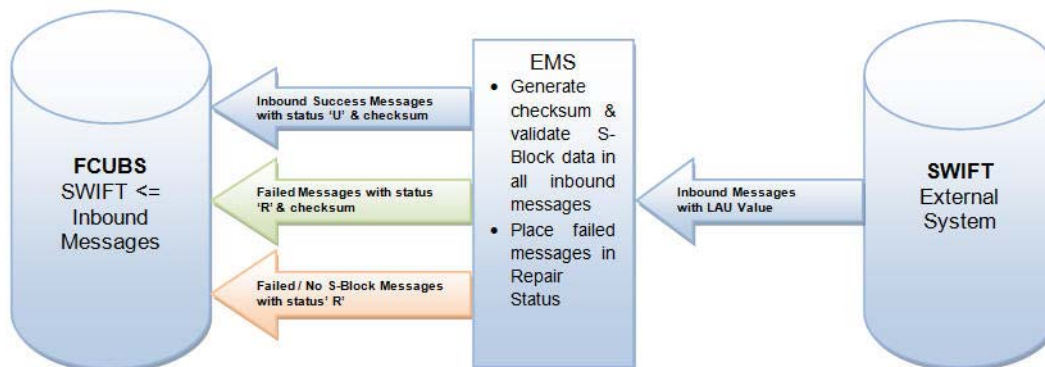 FCUBS
SWIFT <=
Inbound
Messages
Inbound Success Messages
with status 'U' & checksum
Failed Messages with status
'R' & checksum
Failed / No S-Block Messages
with status' R'
EMS
• Generate
checksum &
validate S-
Block data in
all inbound
messages
• Place failed
messages in
Repair
Status
Inbound Messages
with LAU Value
SWIFT
External
System